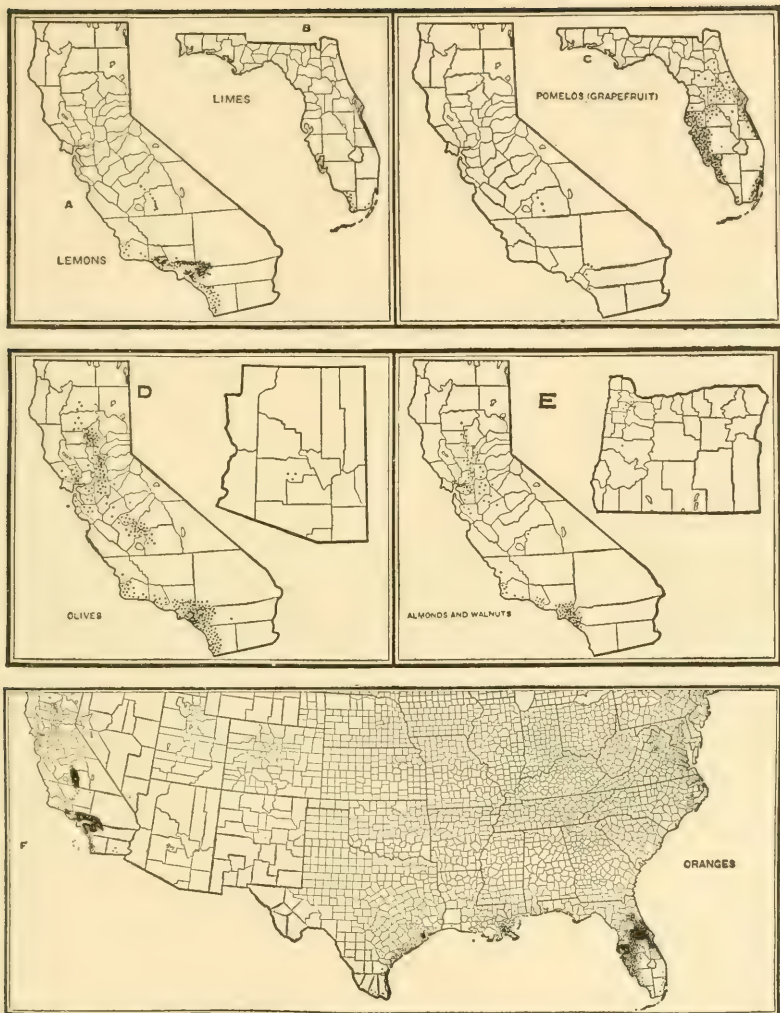 B
LIMES
A
LEMONS
C
POMELOS (GRAPEFRUIT)
D
OLIVES
E
ALMONDS AND WALNUTS
F
ORANGES